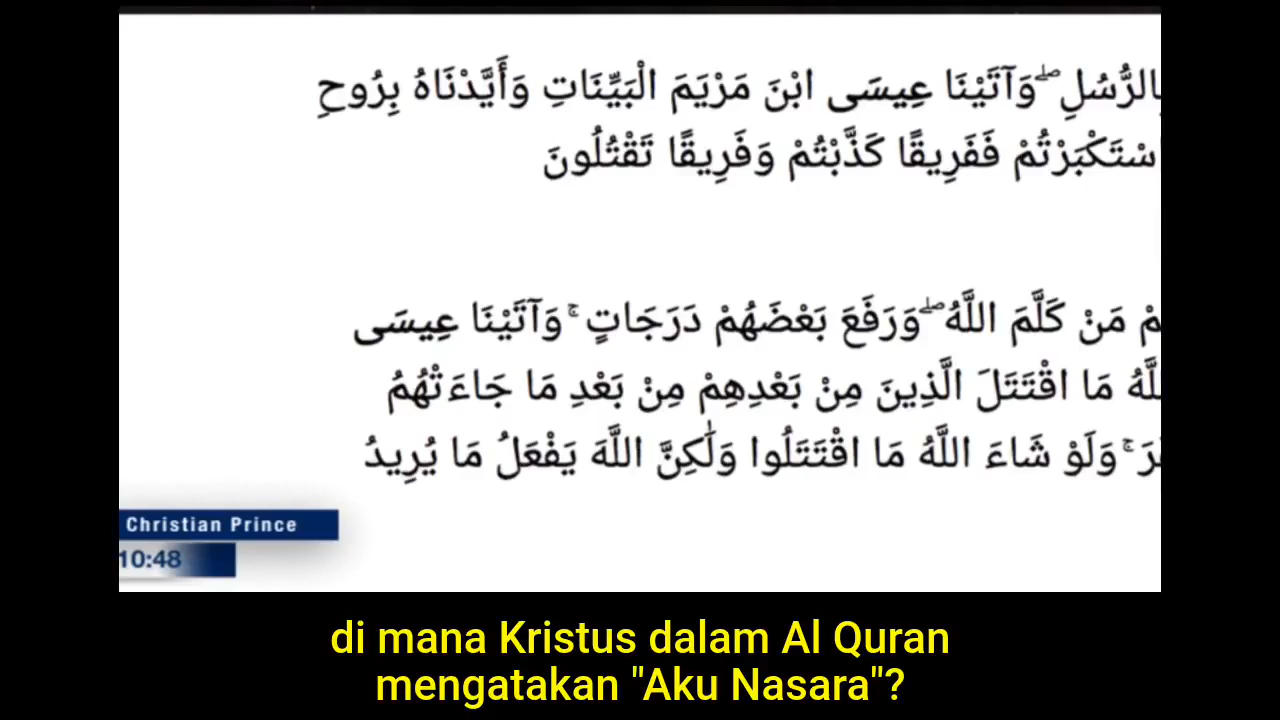 بِالرُّسُلِ ۖ وَآتَيْنَا عِيسَى ابْنَ مَرْيَمَ الْبَيِّنَاتِ وَأَيَّدْنَاهُ بِرُوحِ
اسْتَكْبَرْتُمْ فَفَرِيقًا كَذَّبْتُمْ وَفَرِيقًا تَقْتُلُونَ
مَنْ كَلَّمَ اللَّهُ ۖ وَرَفَعَ بَعْضَهُمْ دَرَجَاتٍ ۚ وَآتَيْنَا عِيسَى
اللَّهُ مَا اقْتَتَلَ الَّذِينَ مِنْ بَعْدِهِمْ مِنْ بَعْدِ مَا جَاءَتْهُمُ
ۚ وَلَوْ شَاءَ اللَّهُ مَا اقْتَتَلُوا وَلَٰكِنَّ اللَّهَ يَفْعَلُ مَا يُرِيدُ
Christian Prince
10:48
di mana Kristus dalam Al Quran
mengatakan "Aku Nasara"?